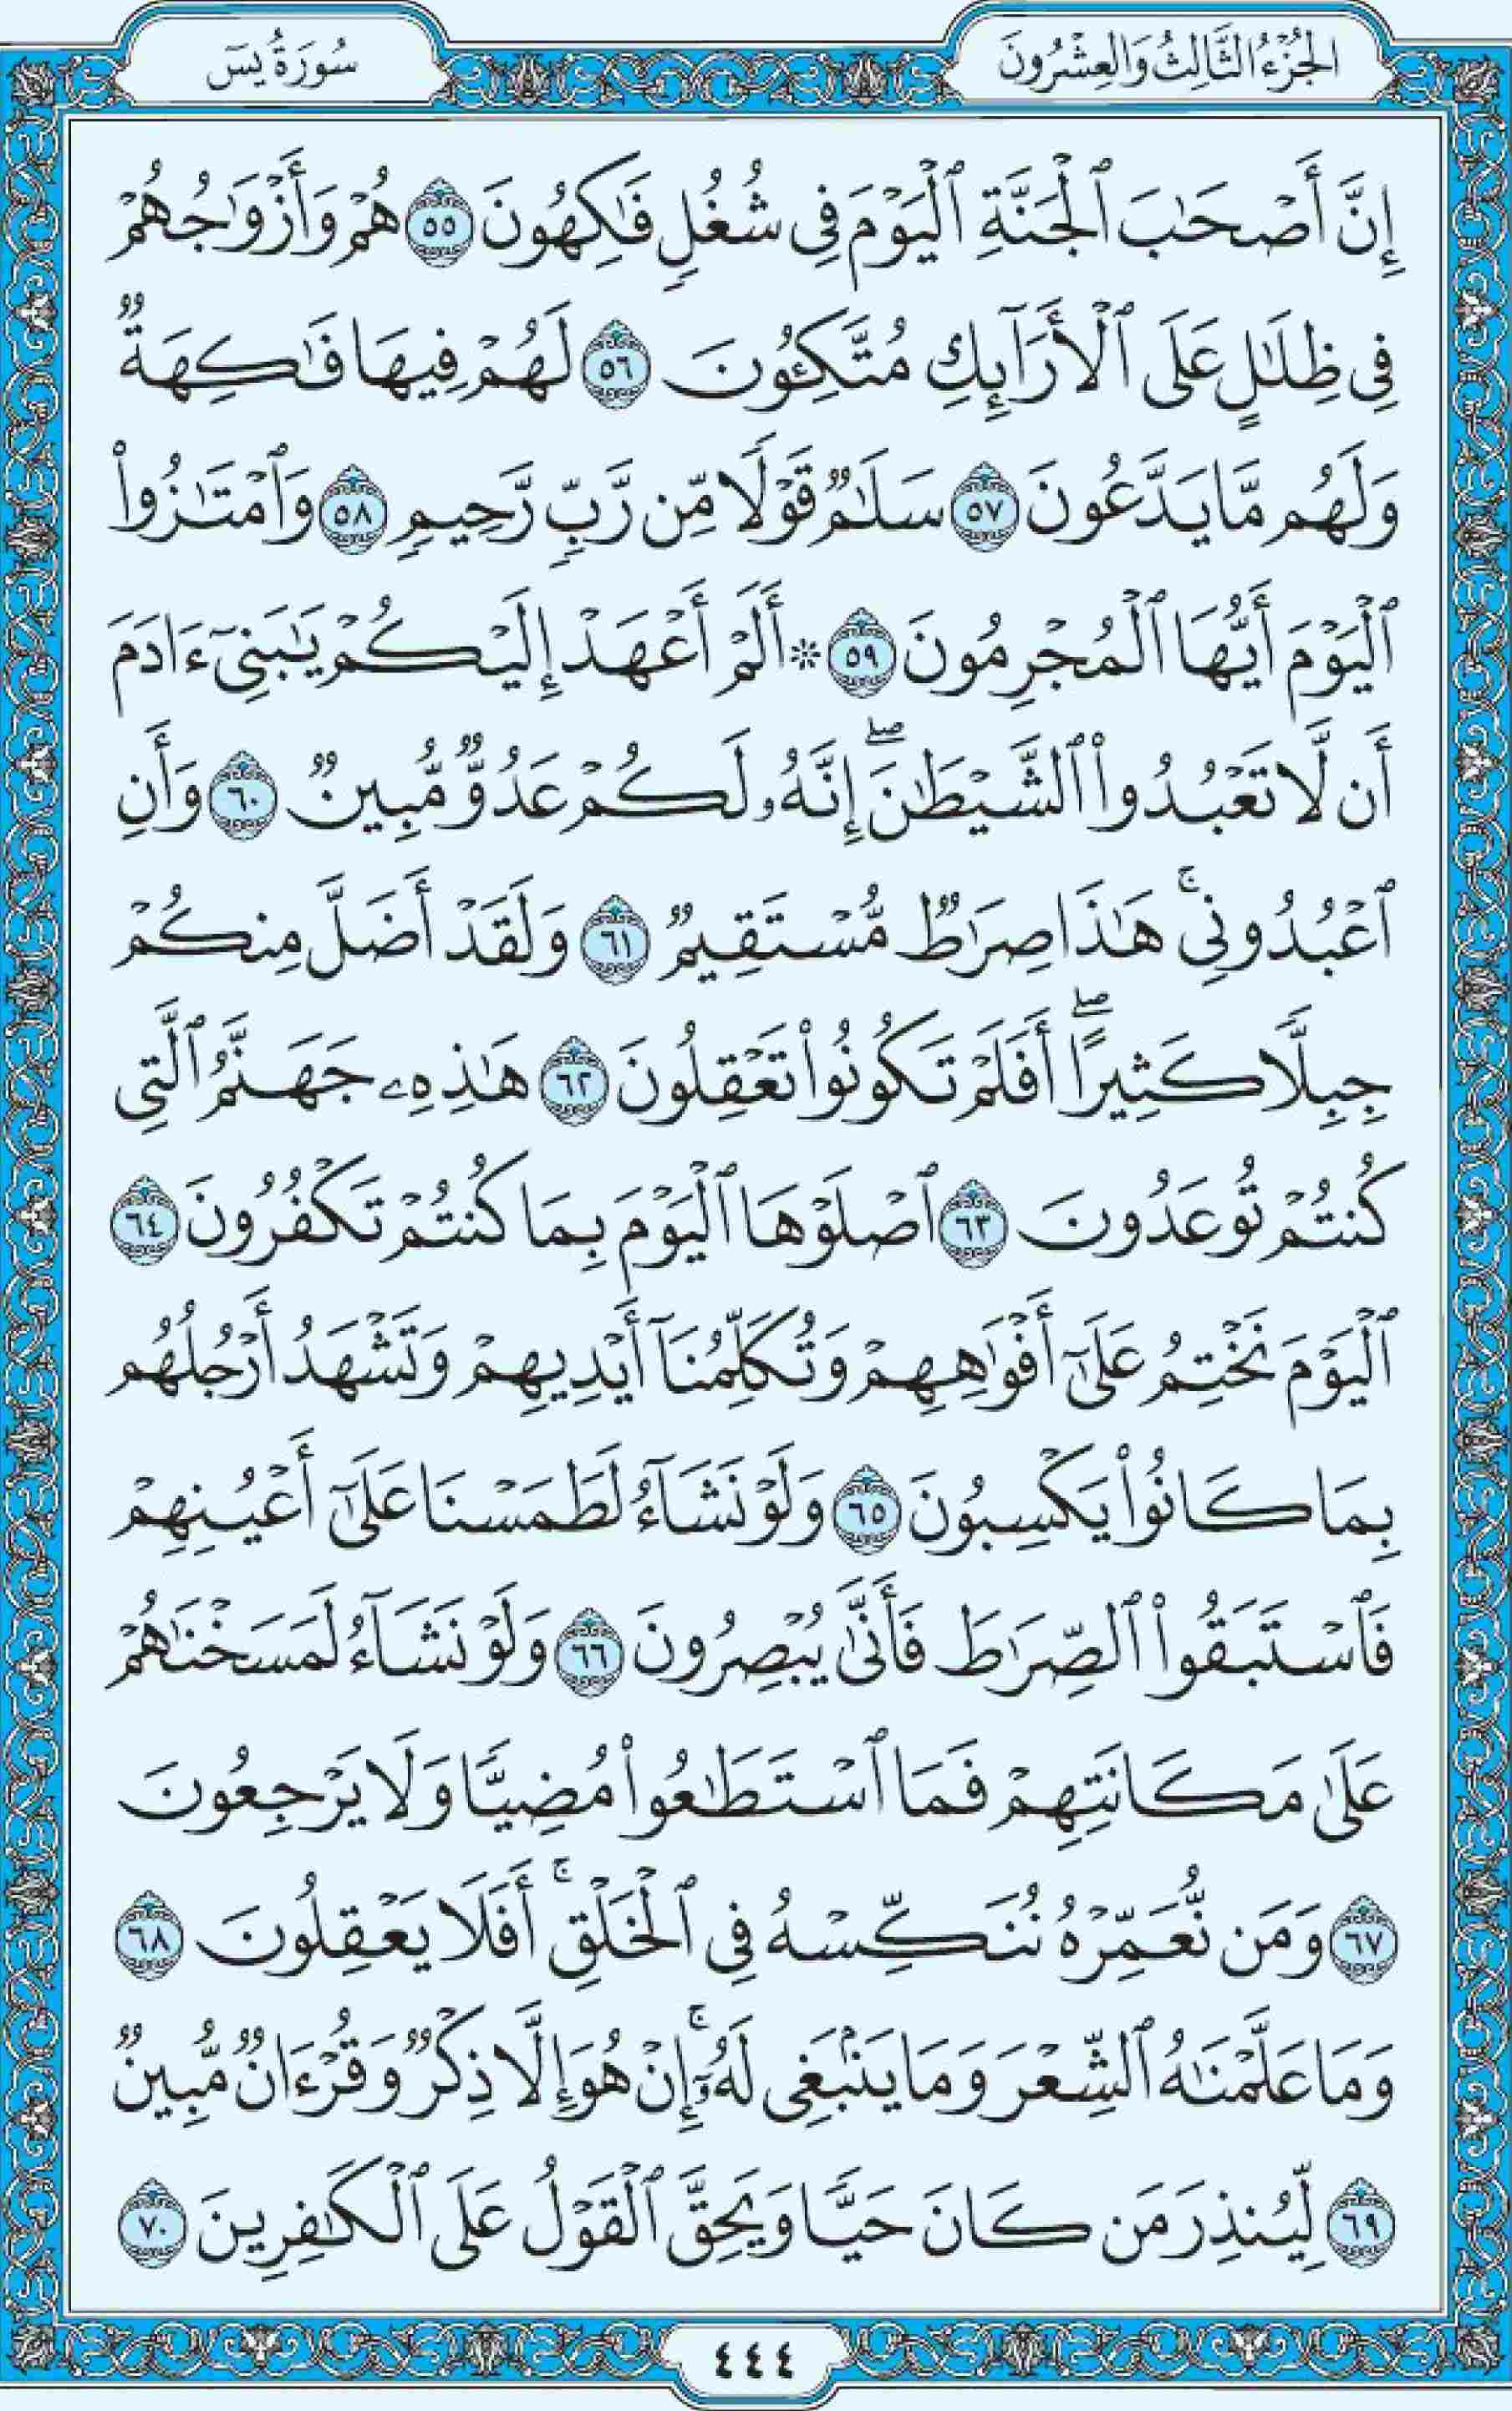 الجُزْءُ الثَّالِثُ وَالعِشْرُونَ
سُورَةُ يسٓ
إِنَّ أَصْحَٰبَ ٱلْجَنَّةِ ٱلْيَوْمَ فِى شُغُلٍ فَٰكِهُونَ ٥٥ هُمْ وَأَزْوَٰجُهُمْ
فِى ظِلَٰلٍ عَلَى ٱلْأَرَآئِكِ مُتَّكِـُٔونَ ٥٦ لَهُمْ فِيهَا فَٰكِهَةٌ
وَلَهُم مَّا يَدَّعُونَ ٥٧ سَلَٰمٌ قَوْلًا مِّن رَّبٍّ رَّحِيمٍ ٥٨ وَٱمْتَٰزُوا۟
ٱلْيَوْمَ أَيُّهَا ٱلْمُجْرِمُونَ ٥٩ ۞ أَلَمْ أَعْهَدْ إِلَيْكُمْ يَٰبَنِىٓ ءَادَمَ
أَن لَّا تَعْبُدُوا۟ ٱلشَّيْطَٰنَ ۖ إِنَّهُۥ لَكُمْ عَدُوٌّ مُّبِينٌ ٦٠ وَأَنِ
ٱعْبُدُونِى ۚ هَٰذَا صِرَٰطٌ مُّسْتَقِيمٌ ٦١ وَلَقَدْ أَضَلَّ مِنكُمْ
جِبِلًّا كَثِيرًا ۖ أَفَلَمْ تَكُونُوا۟ تَعْقِلُونَ ٦٢ هَٰذِهِۦ جَهَنَّمُ ٱلَّتِى
كُنتُمْ تُوعَدُونَ ٦٣ ٱصْلَوْهَا ٱلْيَوْمَ بِمَا كُنتُمْ تَكْفُرُونَ ٦٤
ٱلْيَوْمَ نَخْتِمُ عَلَىٰٓ أَفْوَٰهِهِمْ وَتُكَلِّمُنَآ أَيْدِيهِمْ وَتَشْهَدُ أَرْجُلُهُم
بِمَا كَانُوا۟ يَكْسِبُونَ ٦٥ وَلَوْ نَشَآءُ لَطَمَسْنَا عَلَىٰٓ أَعْيُنِهِمْ
فَٱسْتَبَقُوا۟ ٱلصِّرَٰطَ فَأَنَّىٰ يُبْصِرُونَ ٦٦ وَلَوْ نَشَآءُ لَمَسَخْنَٰهُمْ
عَلَىٰ مَكَانَتِهِمْ فَمَا ٱسْتَطَٰعُوا۟ مُضِيًّا وَلَا يَرْجِعُونَ
٦٧ وَمَن نُّعَمِّرْهُ نُنَكِّسْهُ فِى ٱلْخَلْقِ ۚ أَفَلَا يَعْقِلُونَ ٦٨
وَمَا عَلَّمْنَٰهُ ٱلشِّعْرَ وَمَا يَنۢبَغِى لَهُۥٓ ۚ إِنْ هُوَ إِلَّا ذِكْرٌ وَقُرْءَانٌ مُّبِينٌ
٦٩ لِّيُنذِرَ مَن كَانَ حَيًّا وَيَحِقَّ ٱلْقَوْلُ عَلَى ٱلْكَٰفِرِينَ ٧٠
٤٤٤